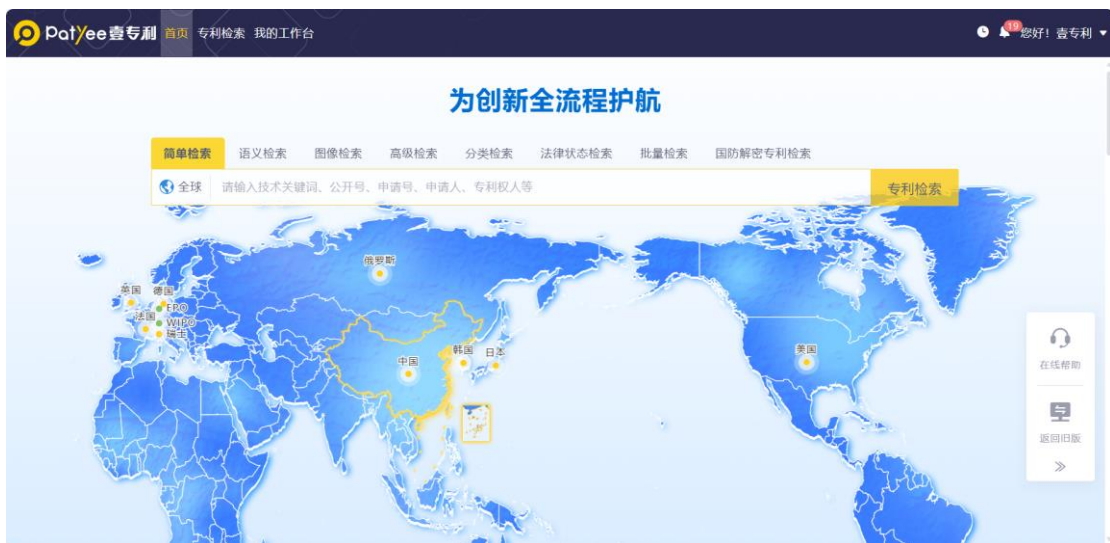 PatYee壹专利 首页 专利检索 我的工作台 19 您好！壹专利
为创新全流程护航
简单检索 语义检索 图像检索 高级检索 分类检索 法律状态检索 批量检索 国防解密专利检索
全球 请输入技术关键词、公开号、申请号、申请人、专利权人等 专利检索
俄罗斯
英国 德国
EPO
法国 WIPO
瑞士
中国 韩国 日本 美国
在线帮助
返回旧版